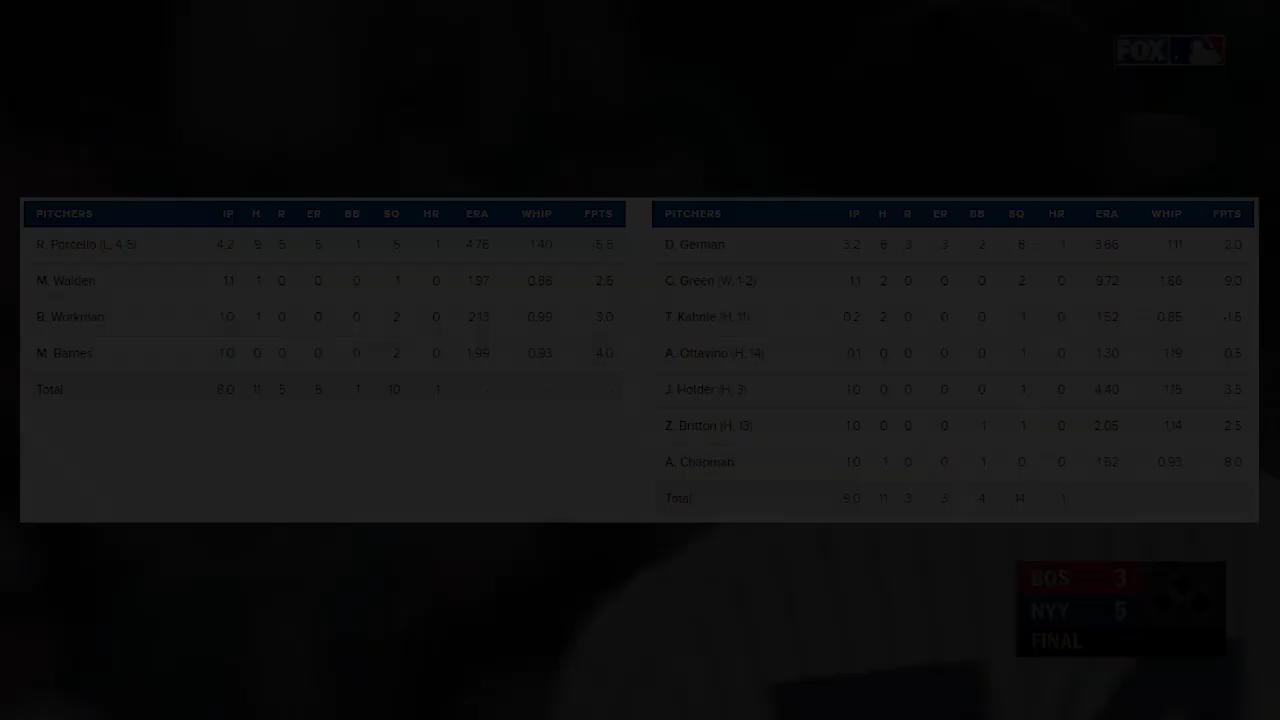 FOX
PITCHERS IP H R ER BB SO HR ERA WHIP FPTS
R. Porcello (L, 4-5) 4.2 9 5 5 1 5 1 4.76 1.40 -5.5
M. Walden 1.1 1 0 0 0 1 0 1.97 0.88 2.5
B. Workman 1.0 1 0 0 0 2 0 2.13 0.99 3.0
M. Barnes 1.0 0 0 0 0 2 0 1.99 0.93 4.0
Total 8.0 11 5 5 1 10 1 - - -
PITCHERS IP H R ER BB SO HR ERA WHIP FPTS
D. German 3.2 6 3 3 2 8 1 3.86 1.11 2.0
C. Green (W, 1-2) 1.1 2 0 0 0 2 0 9.72 1.86 9.0
T. Kahnle (H, 11) 0.2 2 0 0 0 1 0 1.52 0.85 -1.5
A. Ottavino (H, 14) 0.1 0 0 0 0 1 0 1.30 1.19 0.5
J. Holder (H, 3) 1.0 0 0 0 0 1 0 4.40 1.15 3.5
Z. Britton (H, 13) 1.0 0 0 0 1 1 0 2.05 1.14 2.5
A. Chapman 1.0 1 0 0 1 0 0 1.52 0.93 8.0
Total 9.0 11 3 3 4 14 1
BOS 3
NYY 5
FINAL